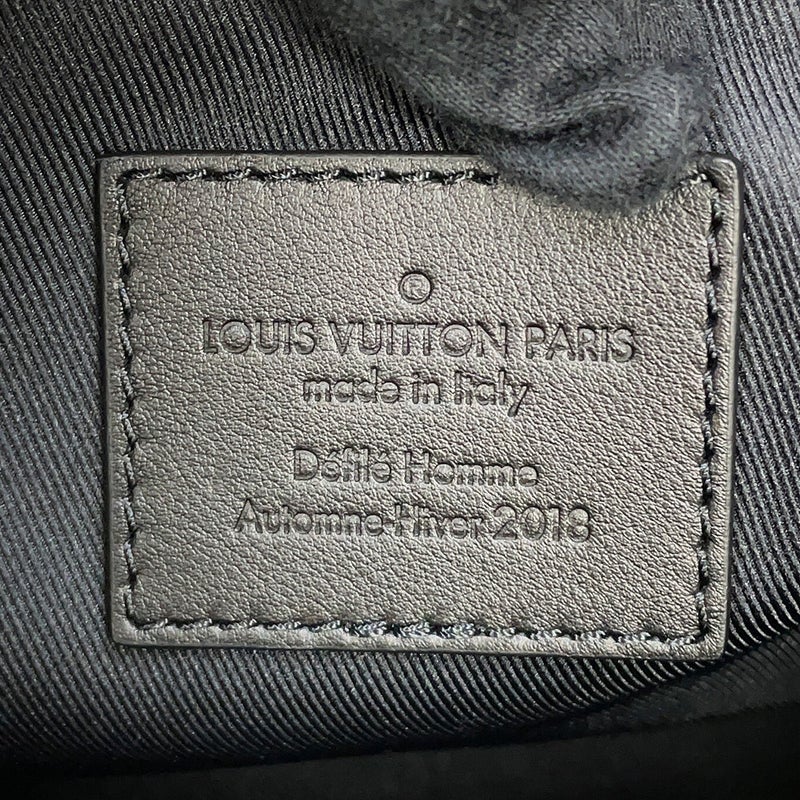 ©
LOUIS VUITTON PARIS
made in Italy
Défilé Homme
Automne-Hiver 2018